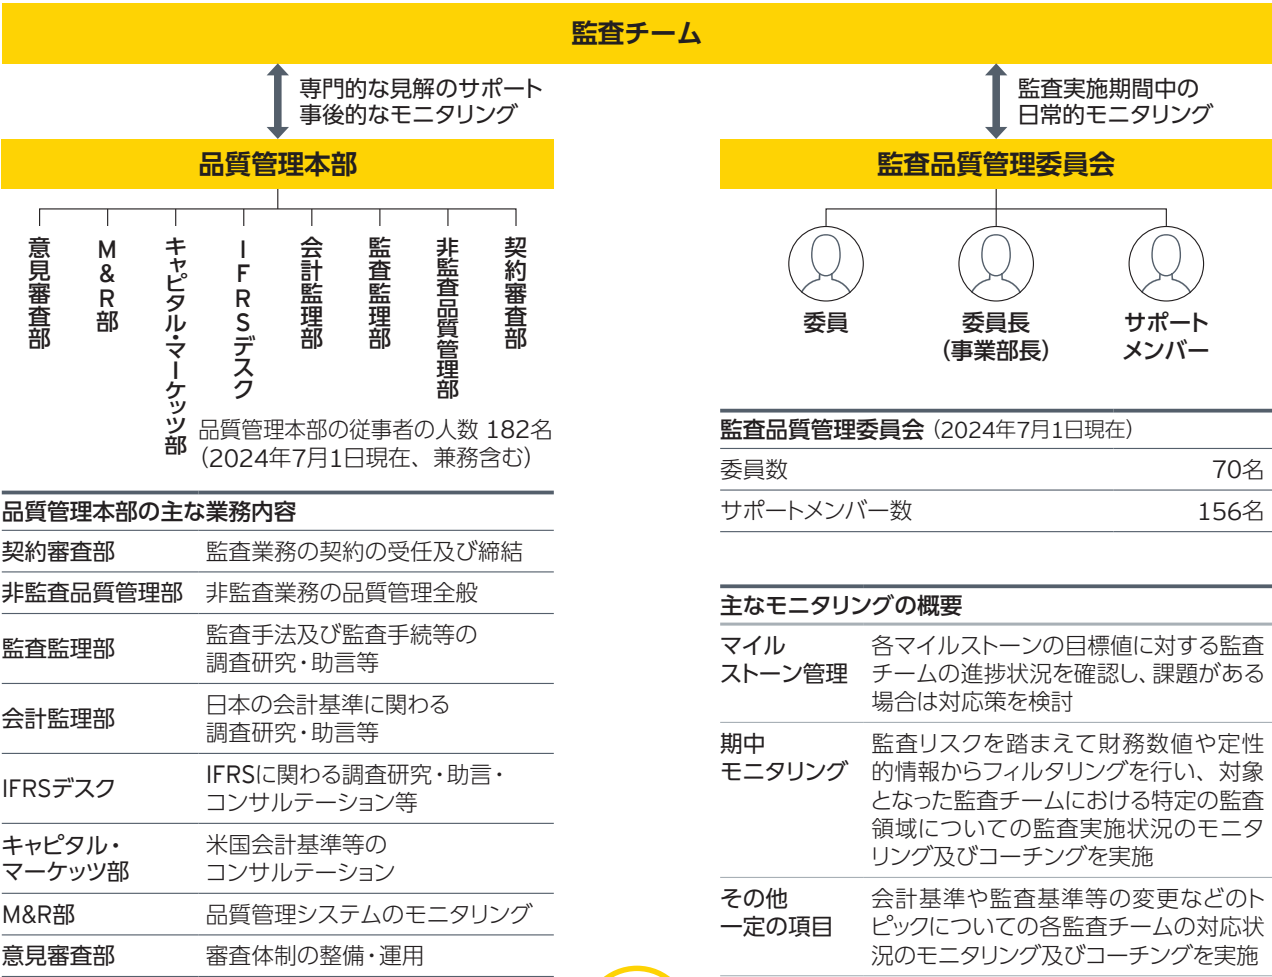 監査チーム
専門的な見解のサポート
事後的なモニタリング
監査実施期間中の
日常的モニタリング
品質管理本部
監査品質管理委員会
意見審査部
M&R部
キャピタル・マーケッツ部
IFRSデスク
会計監理部
監査監理部
非監査品質管理部
契約審査部
品質管理本部の従事者の人数 182名
（2024年7月1日現在、兼務含む）
委員
委員長
（事業部長）
サポート
メンバー
品質管理本部の主な業務内容
契約審査部 監査業務の契約の受任及び締結
非監査品質管理部 非監査業務の品質管理全般
監査監理部 監査手法及び監査手続等の
調査研究・助言等
会計監理部 日本の会計基準に関わる
調査研究・助言等
IFRSデスク IFRSに関わる調査研究・助言・
コンサルテーション等
キャピタル・ 米国会計基準等の
マーケッツ部 コンサルテーション
M&R部 品質管理システムのモニタリング
意見審査部 審査体制の整備・運用
監査品質管理委員会（2024年7月1日現在）
委員数 70名
サポートメンバー数 156名
主なモニタリングの概要
マイル 各マイルストーンの目標値に対する監査
ストーン管理 チームの進捗状況を確認し、課題がある
場合は対応策を検討
期中 監査リスクを踏まえて財務数値や定性
モニタリング 的情報からフィルタリングを行い、対象
となった監査チームにおける特定の監査
領域についての監査実施状況のモニタ
リング及びコーチングを実施
その他 会計基準や監査基準等の変更などのト
一定の項目 ピックについての各監査チームの対応状
況のモニタリング及びコーチングを実施